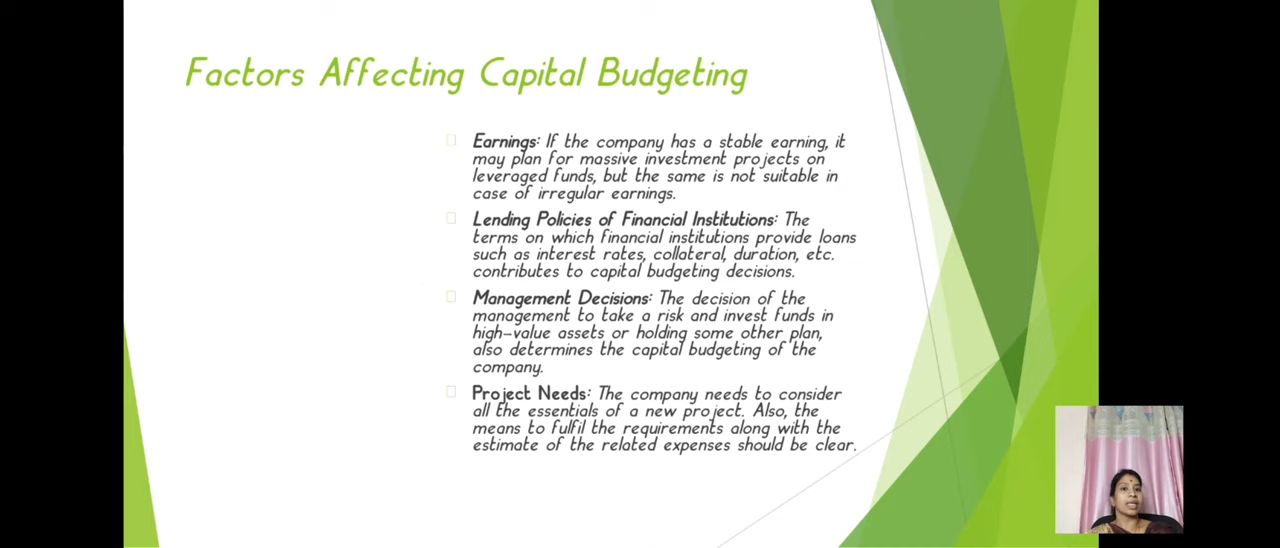 Factors Affecting Capital Budgeting
Earnings: If the company has a stable earning, it
may plan for massive investment projects on
leveraged funds, but the same is not suitable in
case of irregular earnings.
Lending Policies of Financial Institutions: The
terms on which financial institutions provide loans
such as interest rates, collateral, duration, etc.
contributes to capital budgeting decisions.
Management Decisions: The decision of the
management to take a risk and invest funds in
high-value assets or holding some other plan,
also determines the capital budgeting of the
company.
Project Needs: The company needs to consider
all the essentials of a new project. Also, the
means to fulfil the requirements along with the
estimate of the related expenses should be clear.